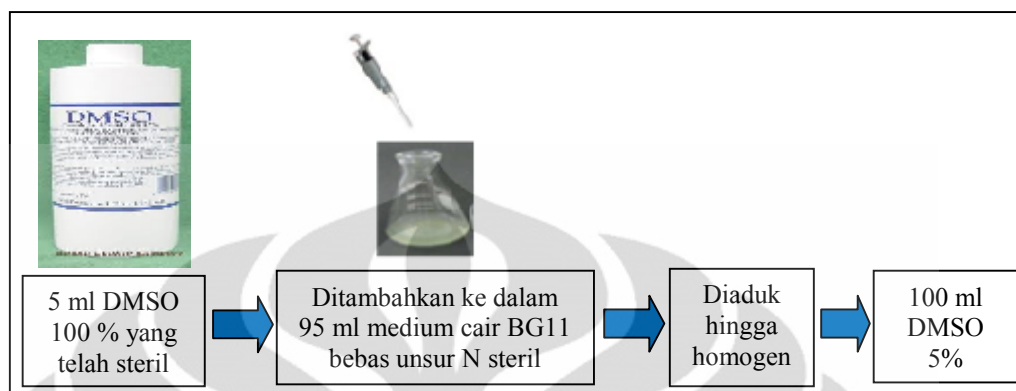 DMSO
5 ml DMSO
100 % yang
telah steril
Ditambahkan ke dalam
95 ml medium cair BG11
bebas unsur N steril
Diaduk
hingga
homogen
100 ml
DMSO
5%